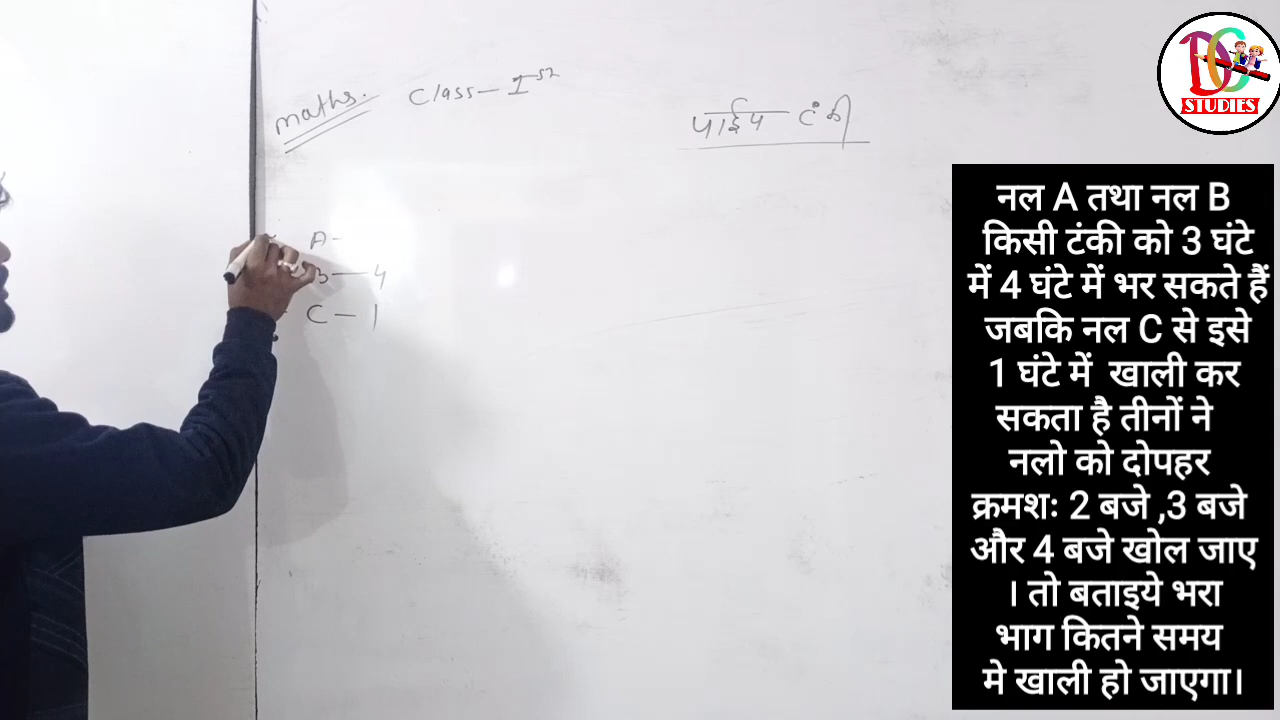 maths. Class - Ist
पाईप टंकी
A -
B — 4
C — 1
DCS
STUDIES
नल A तथा नल B
किसी टंकी को 3 घंटे
में 4 घंटे में भर सकते हैं
जबकि नल C से इसे
1 घंटे में खाली कर
सकता है तीनों ने
नलो को दोपहर
क्रमशः 2 बजे ,3 बजे
और 4 बजे खोल जाए
। तो बताइये भरा
भाग कितने समय
मे खाली हो जाएगा।